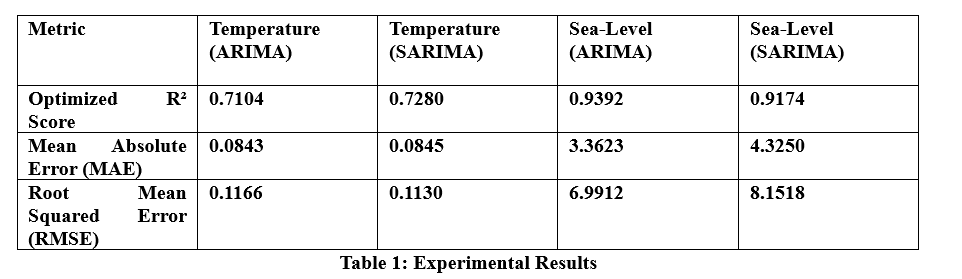 Metric Temperature (ARIMA) Temperature (SARIMA) Sea-Level (ARIMA) Sea-Level (SARIMA)
Optimized R² Score 0.7104 0.7280 0.9392 0.9174
Mean Absolute Error (MAE) 0.0843 0.0845 3.3623 4.3250
Root Mean Squared Error (RMSE) 0.1166 0.1130 6.9912 8.1518
Table 1: Experimental Results